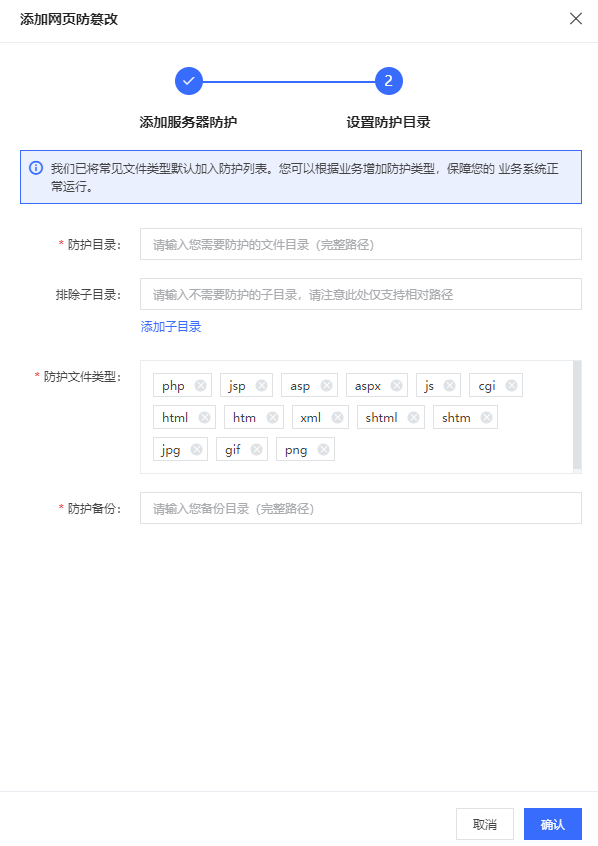 添加网页防篡改
2
添加服务器防护 设置防护目录
我们已将常见文件类型默认加入防护列表。您可以根据业务增加防护类型，保障您的 业务系统正
常运行。
* 防护目录： 请输入您需要防护的文件目录（完整路径）
排除子目录： 请输入不需要防护的子目录，请注意此处仅支持相对路径
添加子目录
* 防护文件类型： php jsp asp aspx js cgi
html htm xml shtml shtm
jpg gif png
* 防护备份： 请输入您备份目录（完整路径）
取消 确认